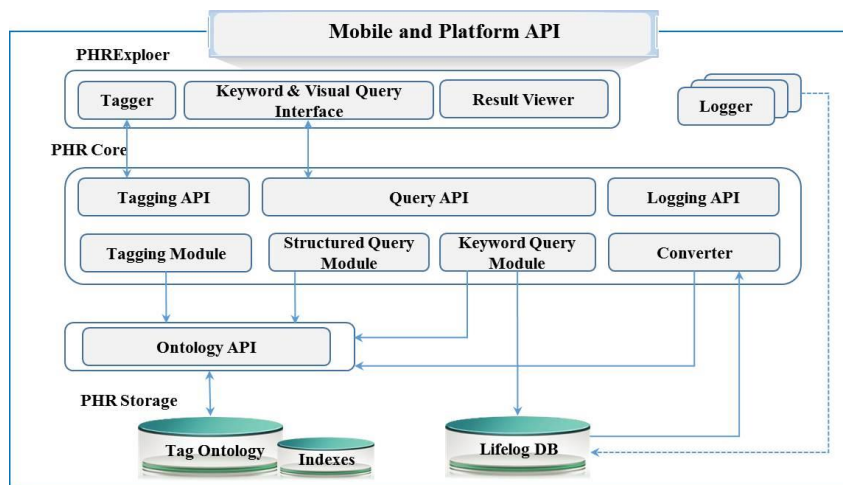 Mobile and Platform API
PHRExploer
Tagger
Keyword & Visual Query
Interface
Result Viewer
Logger
PHR Core
Tagging API
Query API
Logging API
Tagging Module
Structured Query
Module
Keyword Query
Module
Converter
Ontology API
PHR Storage
Tag Ontology
Indexes
Lifelog DB